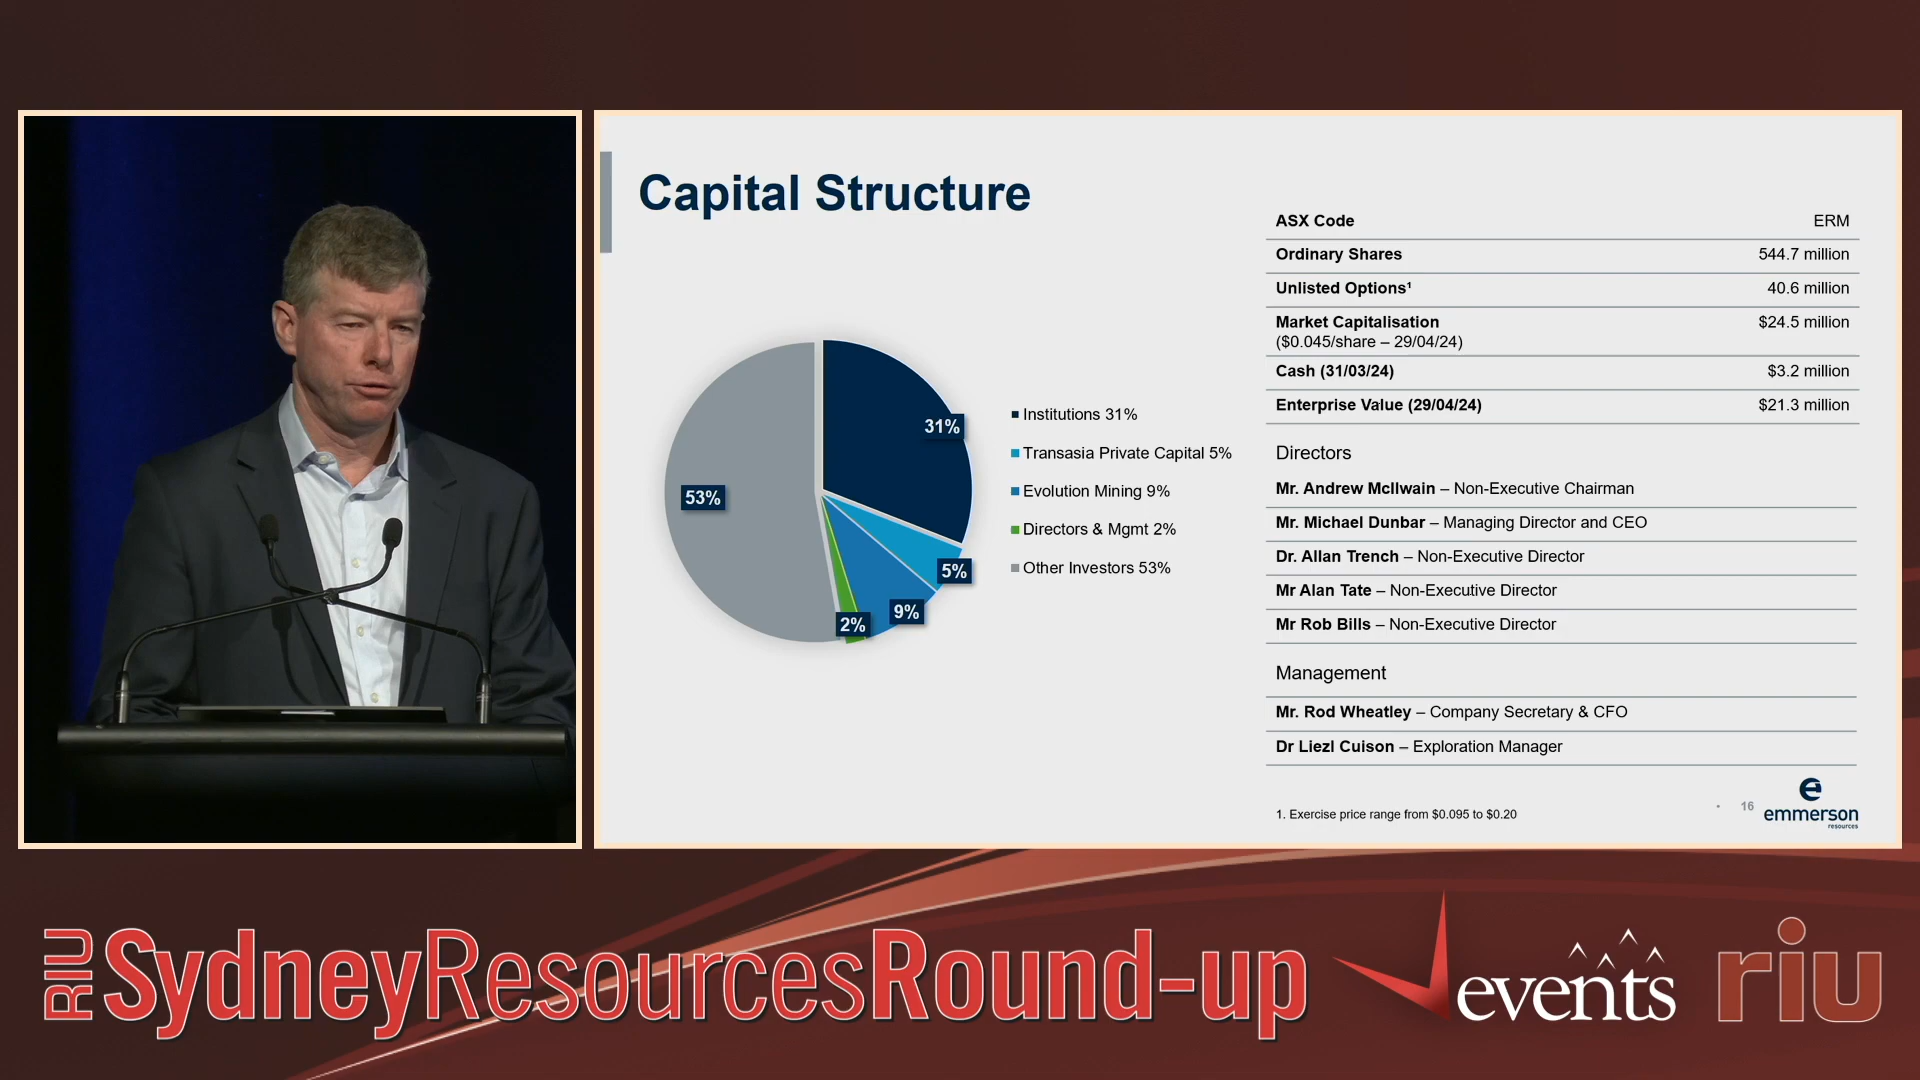 Capital Structure
31%
53%
5%
9%
2%
Institutions 31%
Transasia Private Capital 5%
Evolution Mining 9%
Directors & Mgmt 2%
Other Investors 53%
ASX Code ERM
Ordinary Shares 544.7 million
Unlisted Options¹ 40.6 million
Market Capitalisation $24.5 million
($0.045/share – 29/04/24)
Cash (31/03/24) $3.2 million
Enterprise Value (29/04/24) $21.3 million
Directors
Mr. Andrew McIlwain – Non-Executive Chairman
Mr. Michael Dunbar – Managing Director and CEO
Dr. Allan Trench – Non-Executive Director
Mr Alan Tate – Non-Executive Director
Mr Rob Bills – Non-Executive Director
Management
Mr. Rod Wheatley – Company Secretary & CFO
Dr Liezl Cuison – Exploration Manager
1. Exercise price range from $0.095 to $0.20
16
emmerson
resources
RIU SydneyResourcesRound-up
events
riu